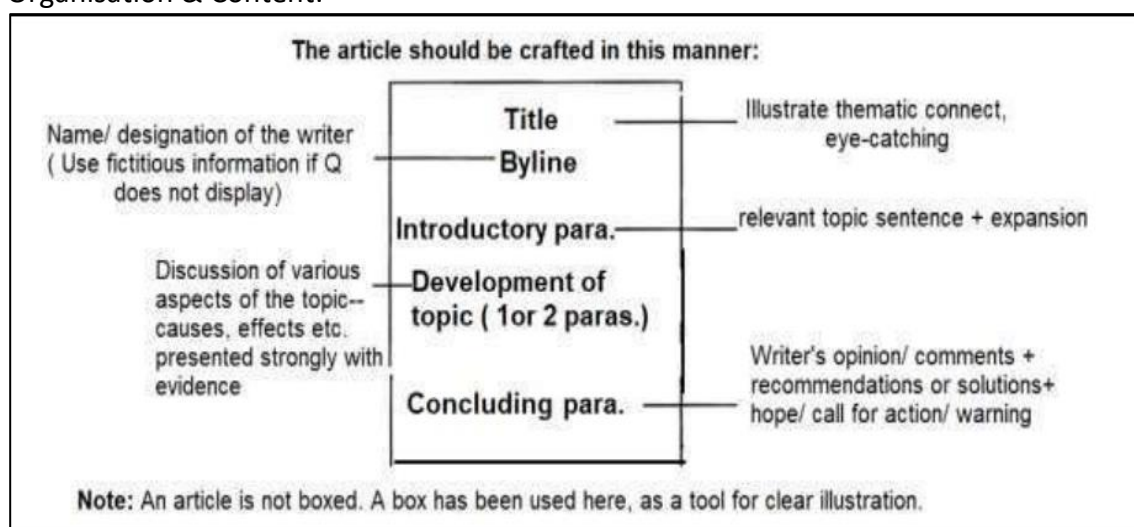 Organisation & Content:
The article should be crafted in this manner:
Title
Illustrate thematic connect,
eye-catching
Name/ designation of the writer
( Use fictitious information if Q
does not display)
Byline
Introductory para.
relevant topic sentence + expansion
Discussion of various
aspects of the topic--
causes, effects etc.
presented strongly with
evidence
Development of
topic ( 1or 2 paras.)
Concluding para.
Writer's opinion/ comments +
recommendations or solutions+
hope/ call for action/ warning
Note: An article is not boxed. A box has been used here, as a tool for clear illustration.